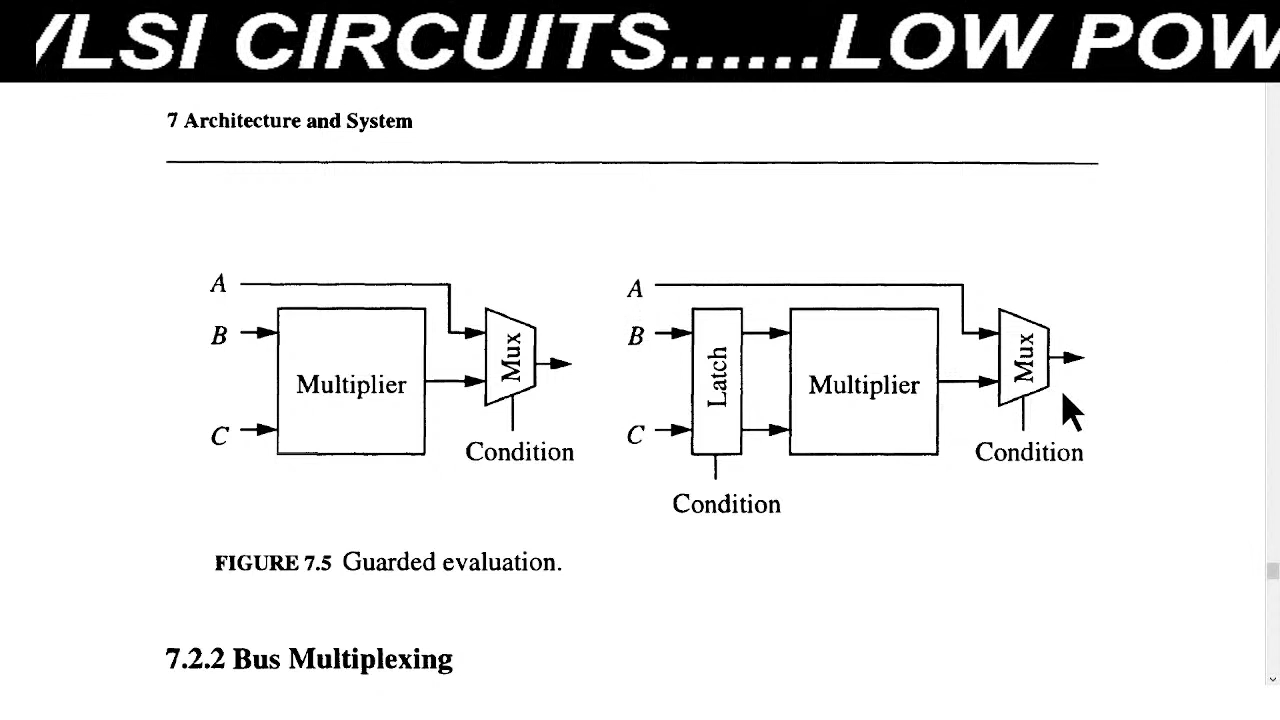 VLSI CIRCUITS......LOW POW
7 Architecture and System
A
B
C
Multiplier
Mux
Condition
A
B
C
Latch
Multiplier
Mux
Condition
Condition
FIGURE 7.5 Guarded evaluation.
7.2.2 Bus Multiplexing